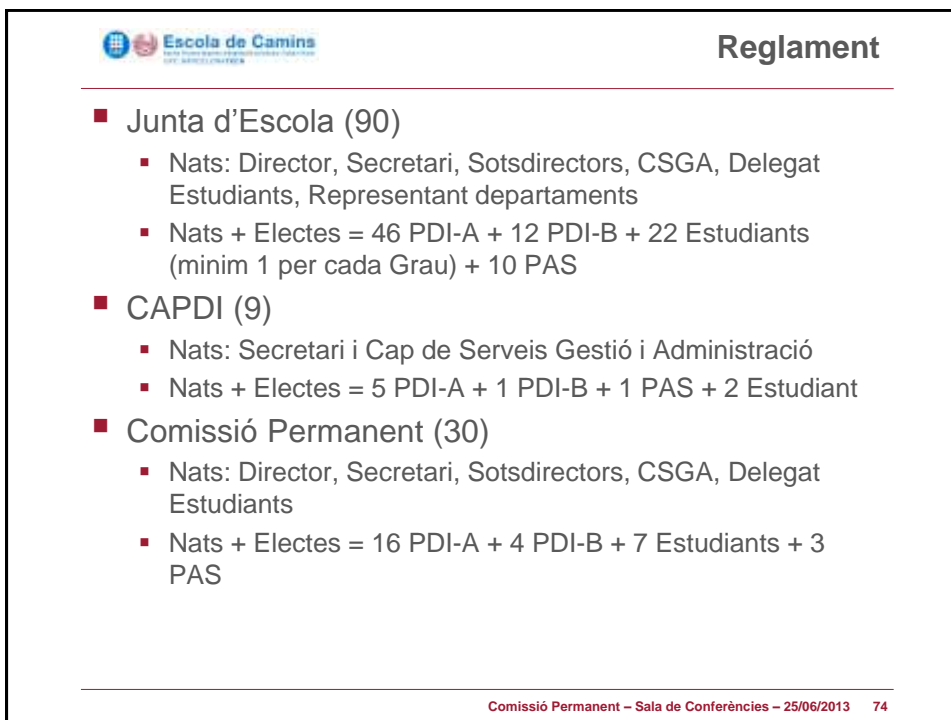 Escola de Camins
Reglament
Junta d'Escola (90)
Nats: Director, Secretari, Sotsdirectors, CSGA, Delegat
Estudiants, Representant departaments
Nats + Electes = 46 PDI-A + 12 PDI-B + 22 Estudiants
(minim 1 per cada Grau) + 10 PAS
CAPDI (9)
Nats: Secretari i Cap de Serveis Gestió i Administració
Nats + Electes = 5 PDI-A + 1 PDI-B + 1 PAS + 2 Estudiant
Comissió Permanent (30)
Nats: Director, Secretari, Sotsdirectors, CSGA, Delegat
Estudiants
Nats + Electes = 16 PDI-A + 4 PDI-B + 7 Estudiants + 3
PAS
Comissió Permanent – Sala de Conferències – 25/06/2013 74